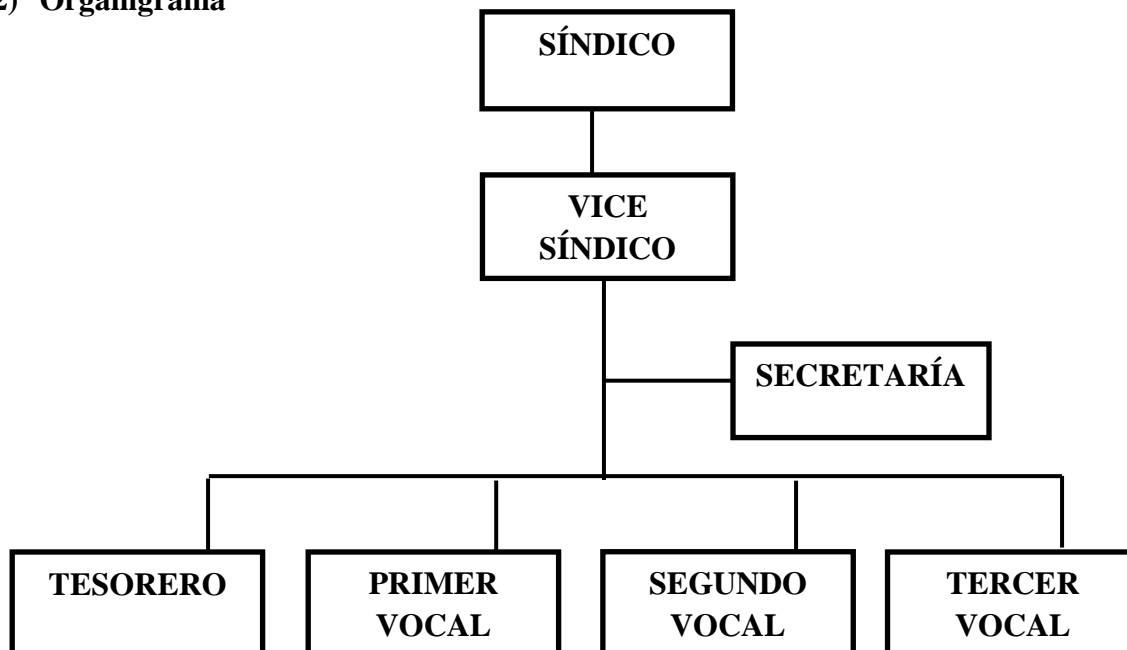 2) Organigrama
SÍNDICO
VICE
SÍNDICO
SECRETARÍA
TESORERO
PRIMER
VOCAL
SEGUNDO
VOCAL
TERCER
VOCAL